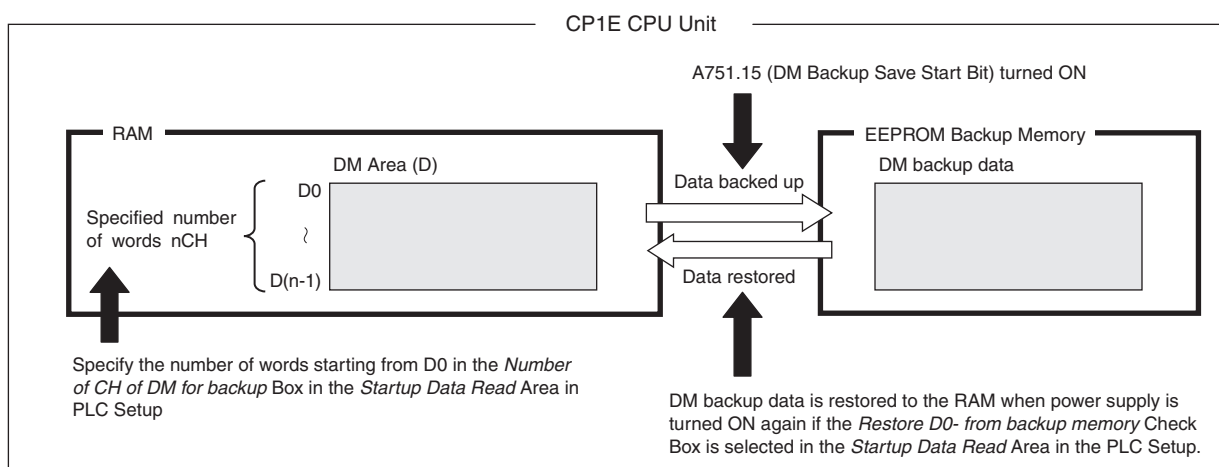 CP1E CPU Unit
A751.15 (DM Backup Save Start Bit) turned ON
RAM
EEPROM Backup Memory
DM Area (D)
DM backup data
D0
Data backed up
Specified number
of words nCH
~
D(n-1)
Data restored
Specify the number of words starting from D0 in the Number
of CH of DM for backup Box in the Startup Data Read Area in
PLC Setup
DM backup data is restored to the RAM when power supply is
turned ON again if the Restore D0- from backup memory Check
Box is selected in the Startup Data Read Area in the PLC Setup.